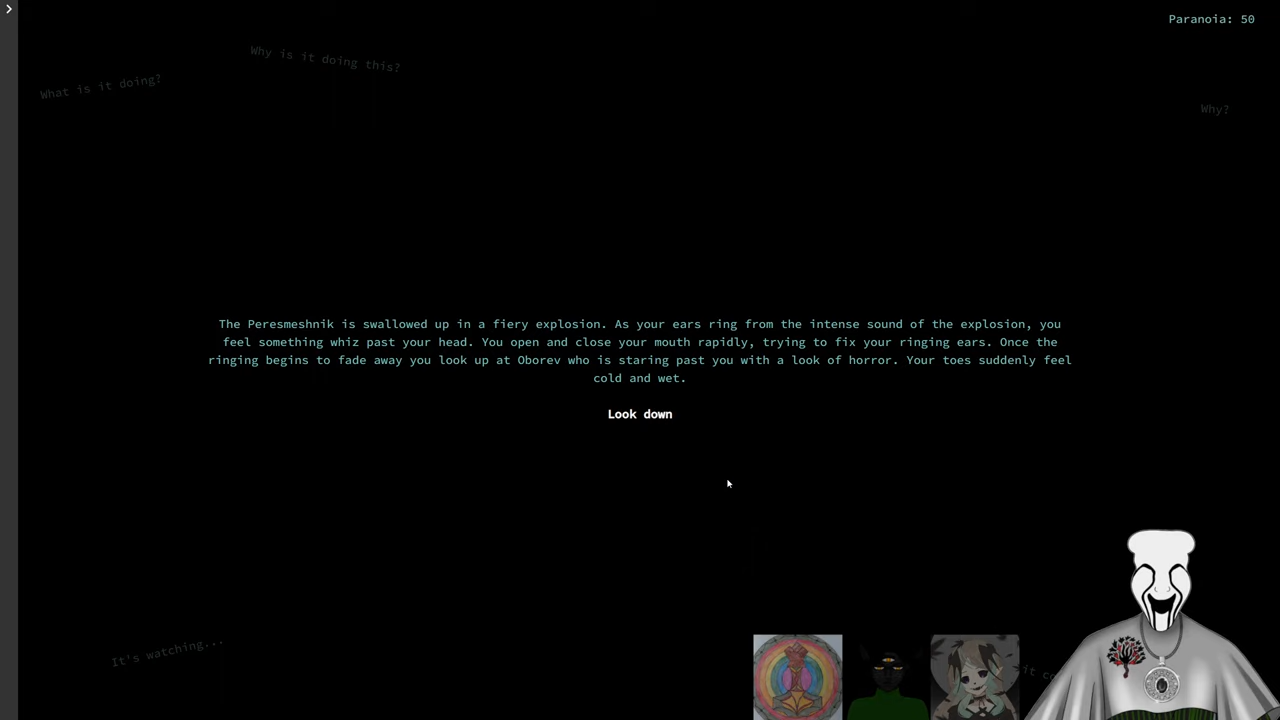 Paranoia: 50
Why is it doing this?
What is it doing?
Why?
The Peresmeshnik is swallowed up in a fiery explosion. As your ears ring from the intense sound of the explosion, you
feel something whiz past your head. You open and close your mouth rapidly, trying to fix your ringing ears. Once the
ringing begins to fade away you look up at Oborev who is staring past you with a look of horror. Your toes suddenly feel
cold and wet.
Look down
It's watching...
it